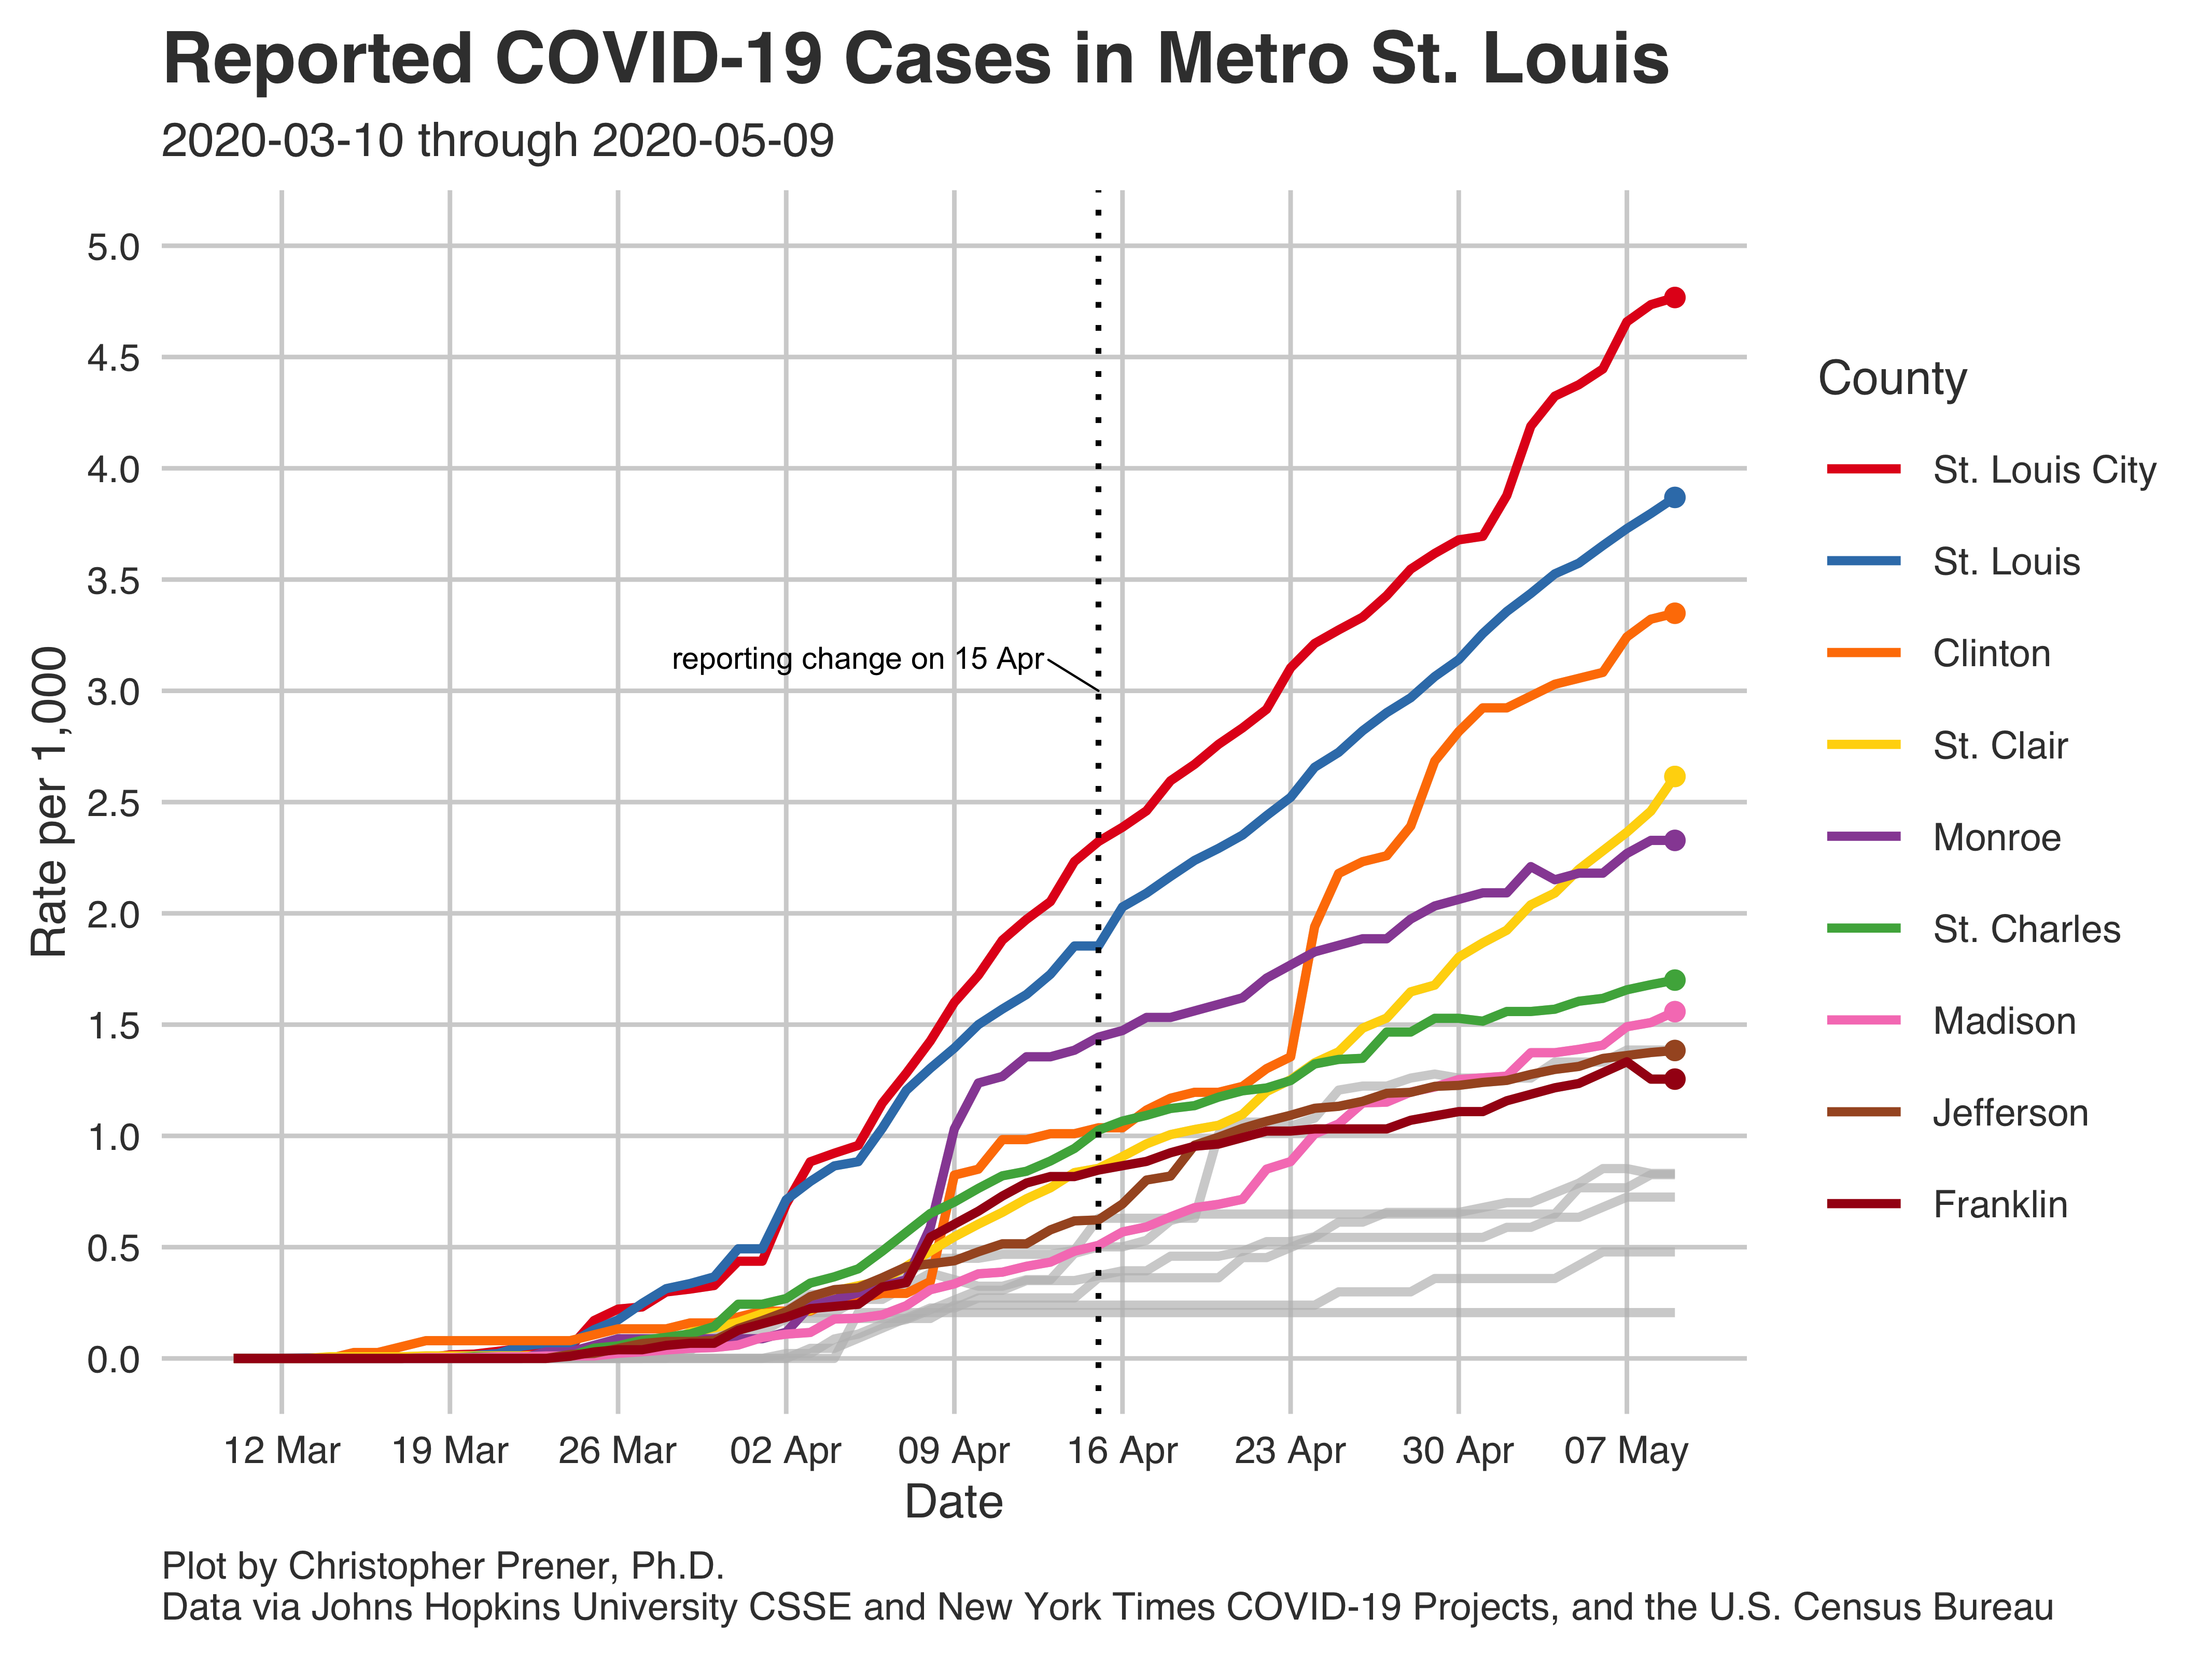 Reported COVID-19 Cases in Metro St. Louis
2020-03-10 through 2020-05-09
5.0
4.5
4.0
3.5
3.0
2.5
2.0
1.5
1.0
0.5
0.0
Rate per 1,000
reporting change on 15 Apr
12 Mar 19 Mar 26 Mar 02 Apr 09 Apr 16 Apr 23 Apr 30 Apr 07 May
Date
County
St. Louis City
St. Louis
Clinton
St. Clair
Monroe
St. Charles
Madison
Jefferson
Franklin
Plot by Christopher Prener, Ph.D.
Data via Johns Hopkins University CSSE and New York Times COVID-19 Projects, and the U.S. Census Bureau